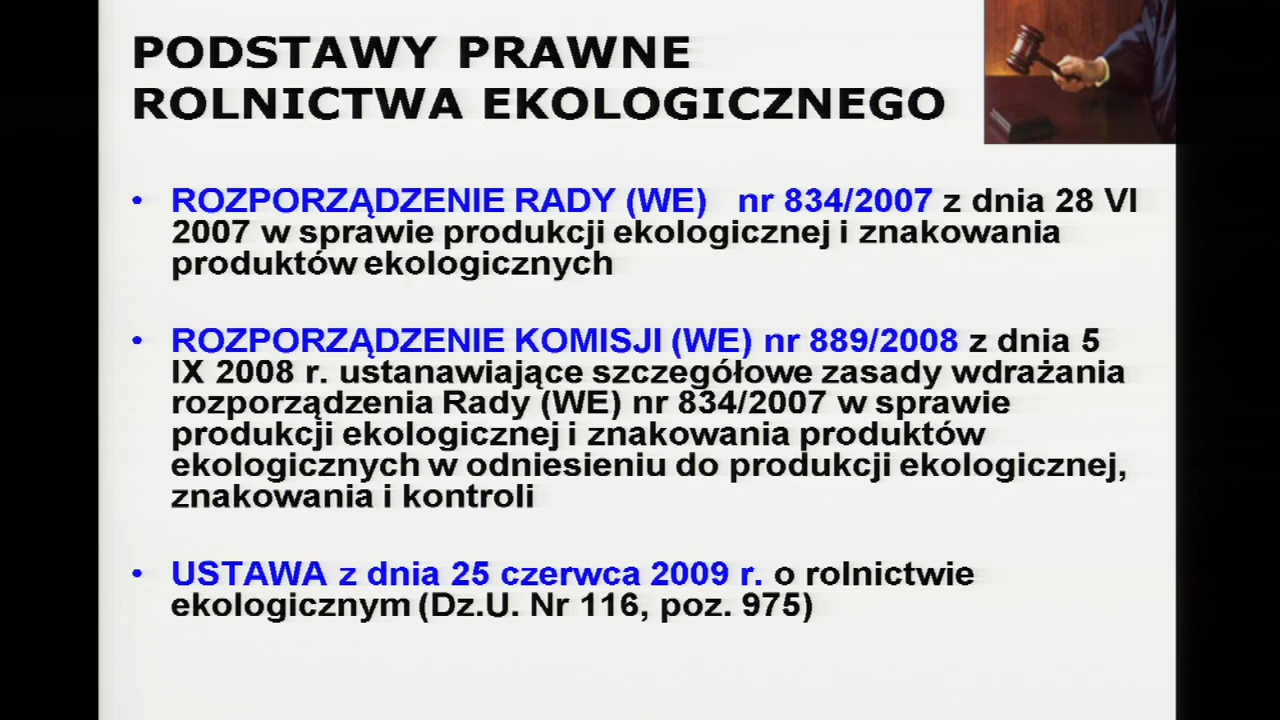 PODSTAWY PRAWNE
ROLNICTWA EKOLOGICZNEGO
• ROZPORZĄDZENIE RADY (WE) nr 834/2007 z dnia 28 VI
2007 w sprawie produkcji ekologicznej i znakowania
produktów ekologicznych
• ROZPORZĄDZENIE KOMISJI (WE) nr 889/2008 z dnia 5
IX 2008 r. ustanawiające szczegółowe zasady wdrażania
rozporządzenia Rady (WE) nr 834/2007 w sprawie
produkcji ekologicznej i znakowania produktów
ekologicznych w odniesieniu do produkcji ekologicznej,
znakowania i kontroli
• USTAWA z dnia 25 czerwca 2009 r. o rolnictwie
ekologicznym (Dz.U. Nr 116, poz. 975)